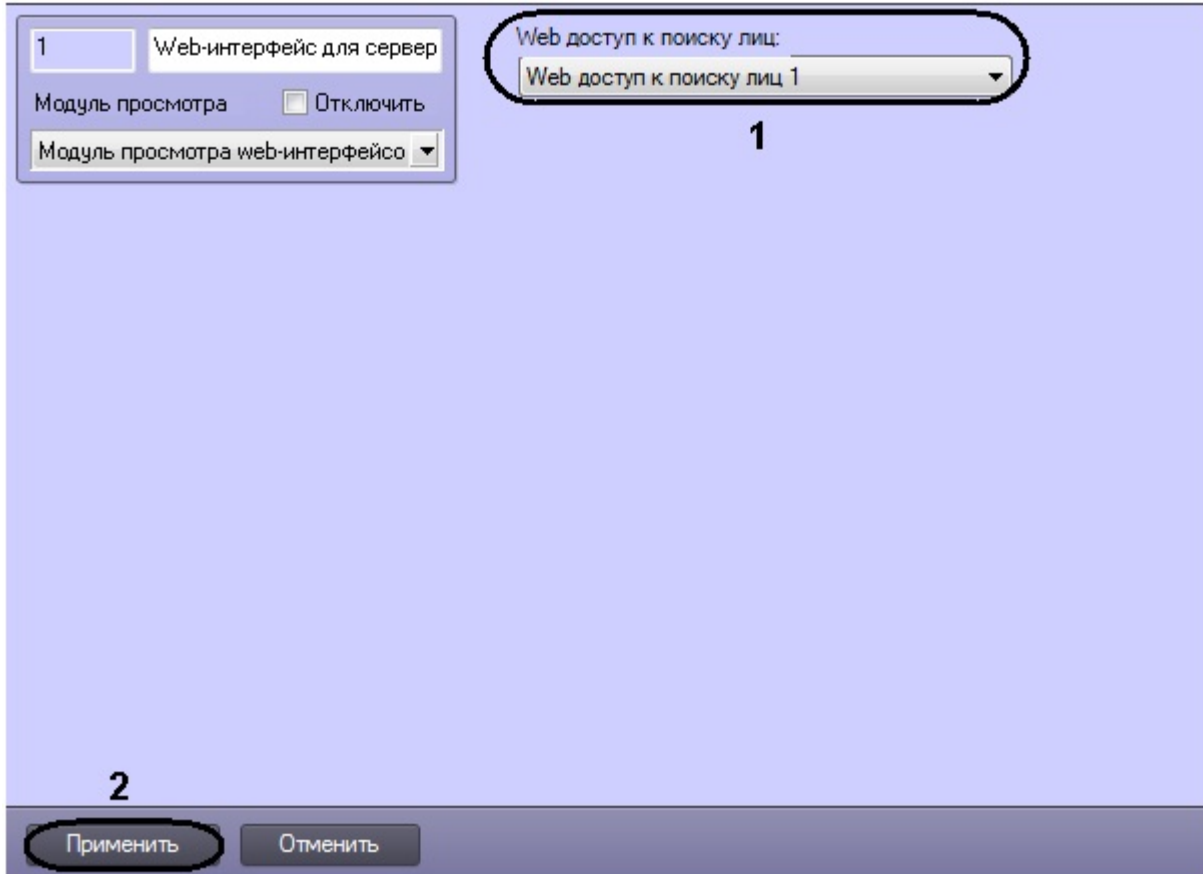 1
Web-интерфейс для сервер
Модуль просмотра
Отключить
Модуль просмотра web-интерфейсо
Web доступ к поиску лиц:
Web доступ к поиску лиц 1
1
2
Применить
Отменить